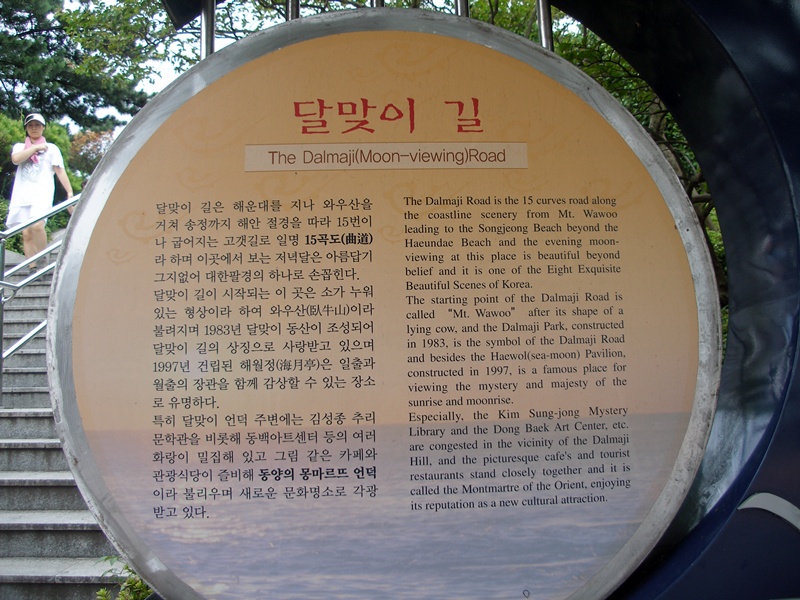 달맞이 길
The Dalmaji(Moon-viewing)Road
달맞이 길은 해운대를 지나 와우산을
거쳐 송정까지 해안 절경을 따라 15번이
나 굽어지는 고갯길로 일명 15곡도(曲道)
라 하며 이곳에서 보는 저녁달은 아름답기
그지없어 대한팔경의 하나로 손꼽힌다.
달맞이 길이 시작되는 이 곳은 소가 누워
있는 형상이라 하여 와우산(臥牛山)이라
불려지며 1983년 달맞이 동산이 조성되어
달맞이 길의 상징으로 사랑받고 있으며
1997년 건립된 해월정(海月亭)은 일출과
월출의 장관을 함께 감상할 수 있는 장소
로 유명하다.
특히 달맞이 언덕 주변에는 김성종 추리
문학관을 비롯해 동백아트센터 등의 여러
화랑이 밀집해 있고 그림 같은 카페와
관광식당이 즐비해 동양의 몽마르뜨 언덕
이라 불리우며 새로운 문화명소로 각광
받고 있다.
The Dalmaji Road is the 15 curves road along
the coastline scenery from Mt. Wawoo
leading to the Songjeong Beach beyond the
Haeundae Beach and the evening moon-
viewing at this place is beautiful beyond
belief and it is one of the Eight Exquisite
Beautiful Scenes of Korea.
The starting point of the Dalmaji Road is
called “Mt. Wawoo” after its shape of a
lying cow, and the Dalmaji Park, constructed
in 1983, is the symbol of the Dalmaji Road
and besides the Haewol(sea-moon) Pavilion,
constructed in 1997, is a famous place for
viewing the mystery and majesty of the
sunrise and moonrise.
Especially, the Kim Sung-jong Mystery
Library and the Dong Baek Art Center, etc.
are congested in the vicinity of the Dalmaji
Hill, and the picturesque cafe's and tourist
restaurants stand closely together and it is
called the Montmartre of the Orient, enjoying
its reputation as a new cultural attraction.